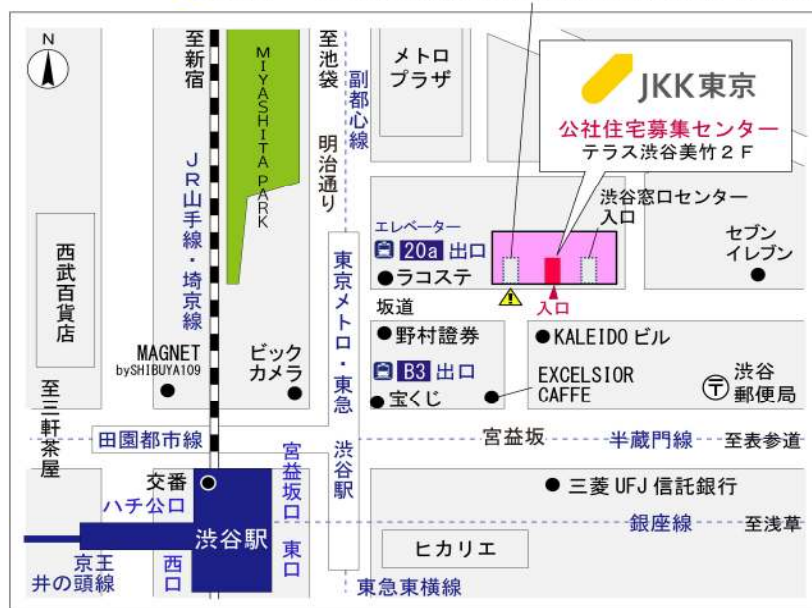 N
至新宿
MIYASHITA PARK
至池袋
副都心線
明治通り
メトロ
プラザ
JKK東京
公社住宅募集センター
テラス渋谷美竹2F
JR山手線・埼京線
西武百貨店
エレベーター
20a 出口
ラコステ
渋谷窓口センター
入口
セブン
イレブン
入口
坂道
東京メトロ・東急 渋谷駅
野村證券
KALEIDO ビル
MAGNET
bySHIBUYA109
ビック
カメラ
B3 出口
宝くじ
EXCELSIOR
CAFFE
渋谷
郵便局
至三軒茶屋
田園都市線
宮益坂
半蔵門線
至表参道
交番
ハチ公口
宮益坂口
三菱 UFJ 信託銀行
渋谷駅
銀座線
至浅草
京王
井の頭線
西口
東口
ヒカリエ
東急東横線